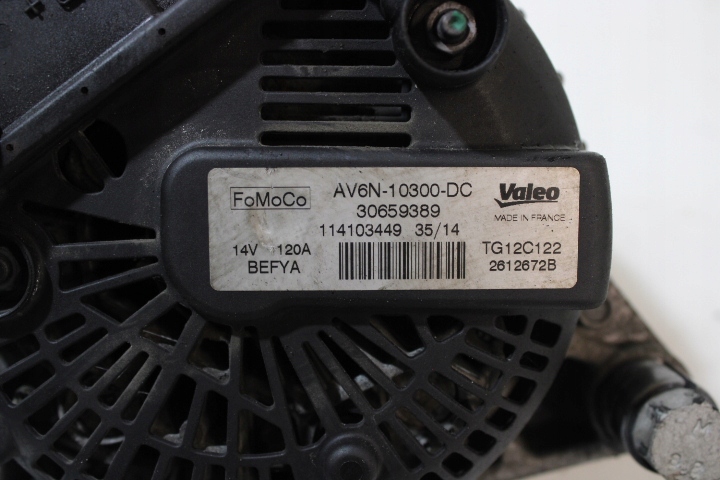 FoMoCo AV6N-10300-DC Valeo
30659389 MADE IN FRANCE
114103449 35/14
14V 120A TG12C122
BEFYA 2612672B